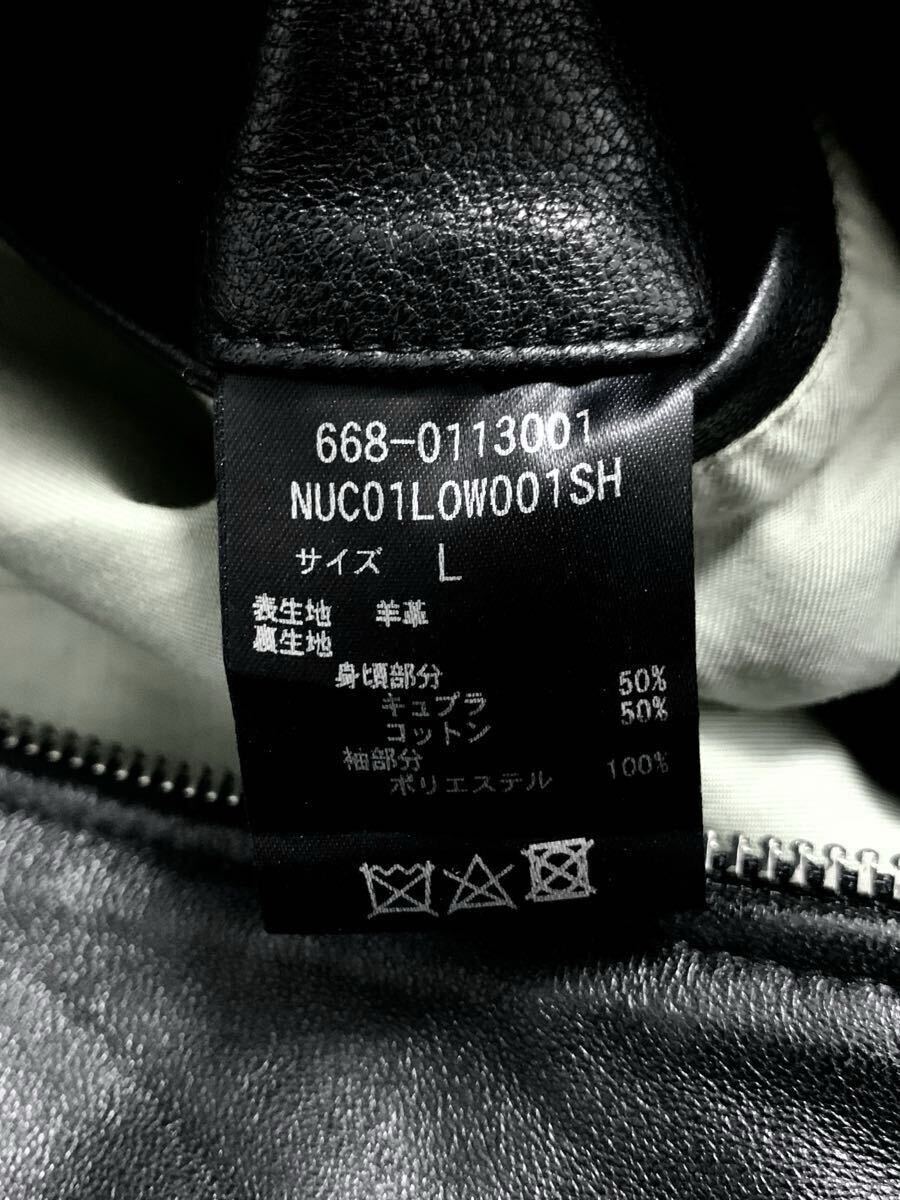 668-0113001
NUC01LOW001SH
サイズ L
表生地 羊革
裏生地
身頃部分
キュプラ 50%
コットン 50%
袖部分
ポリエステル 100%